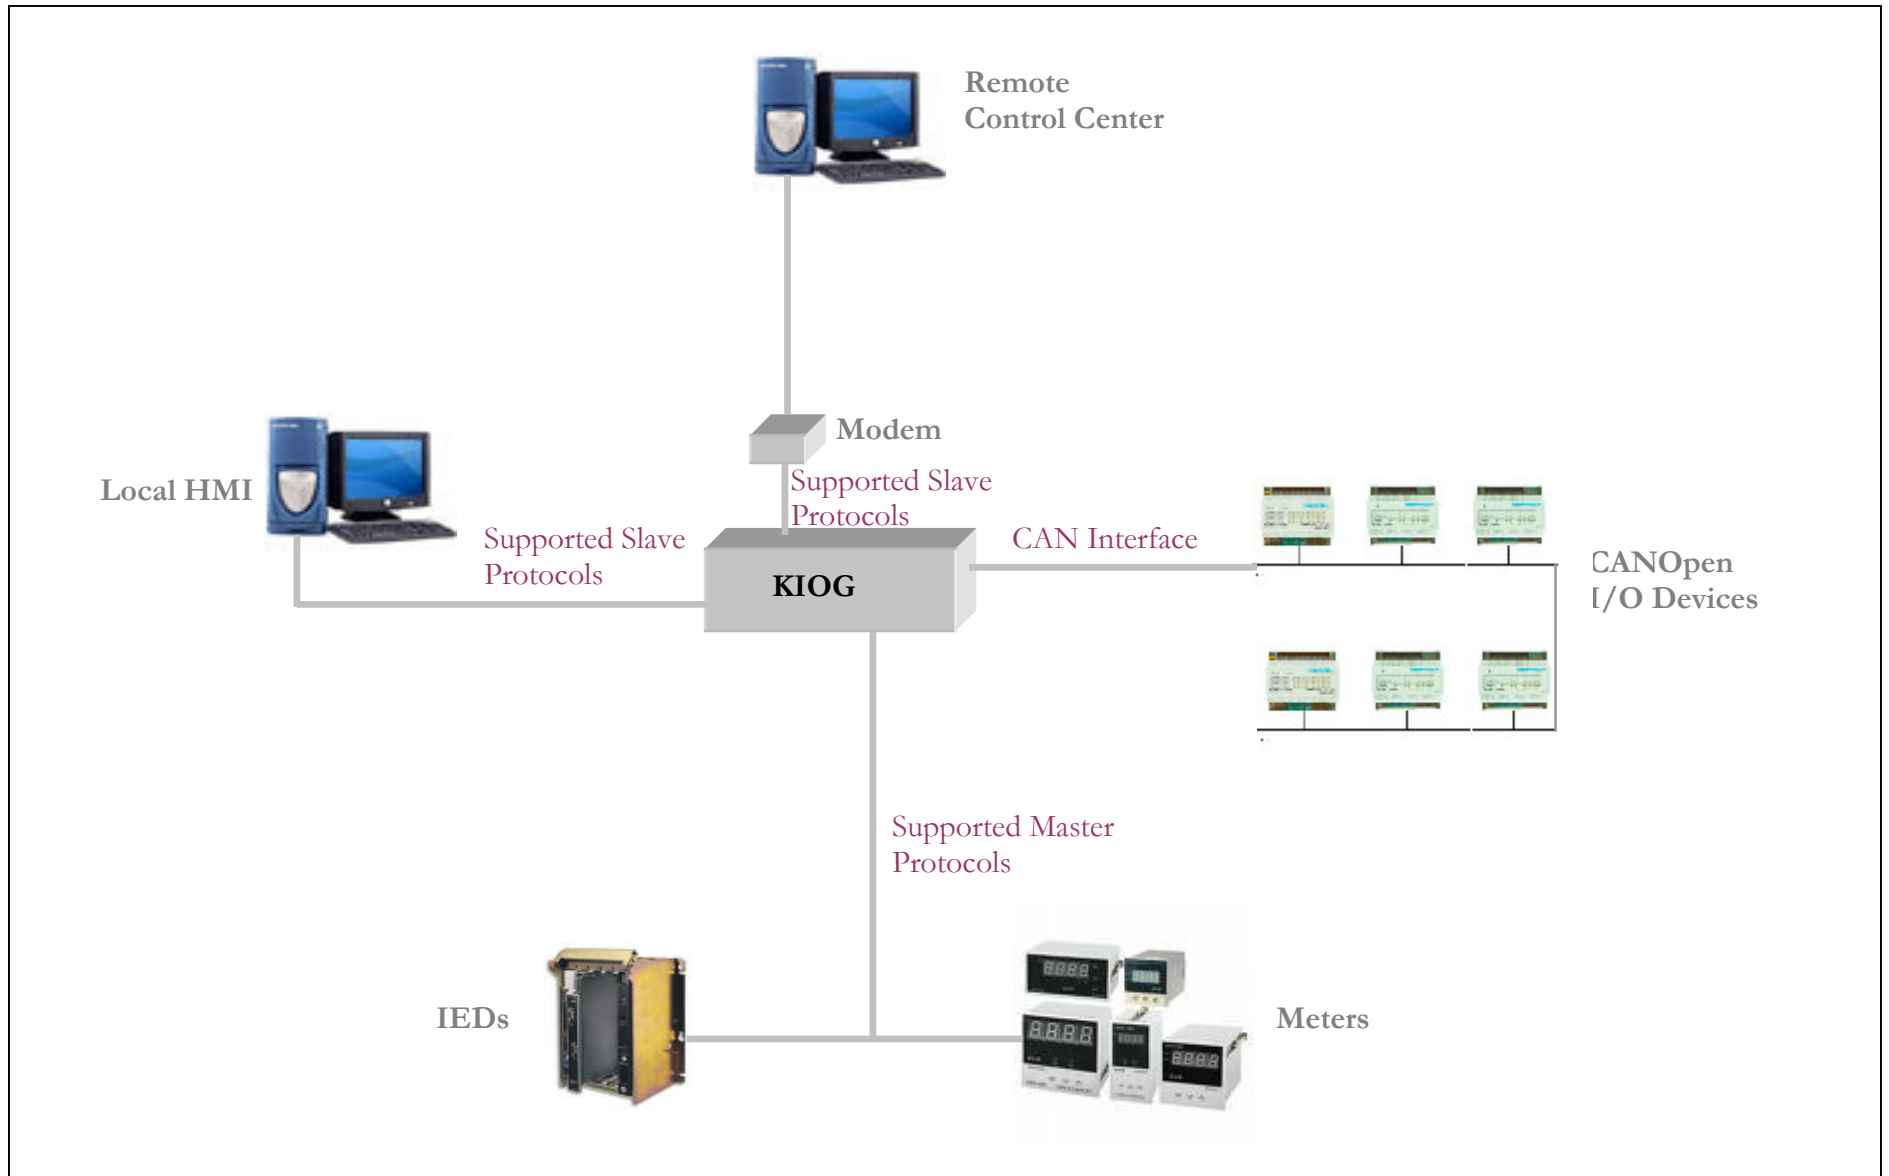 Remote
Control Center
Modem
Supported Slave
Protocols
Local HMI
Supported Slave
Protocols
KIOG
CAN Interface
CANOpen
I/O Devices
Supported Master
Protocols
IEDs
Meters